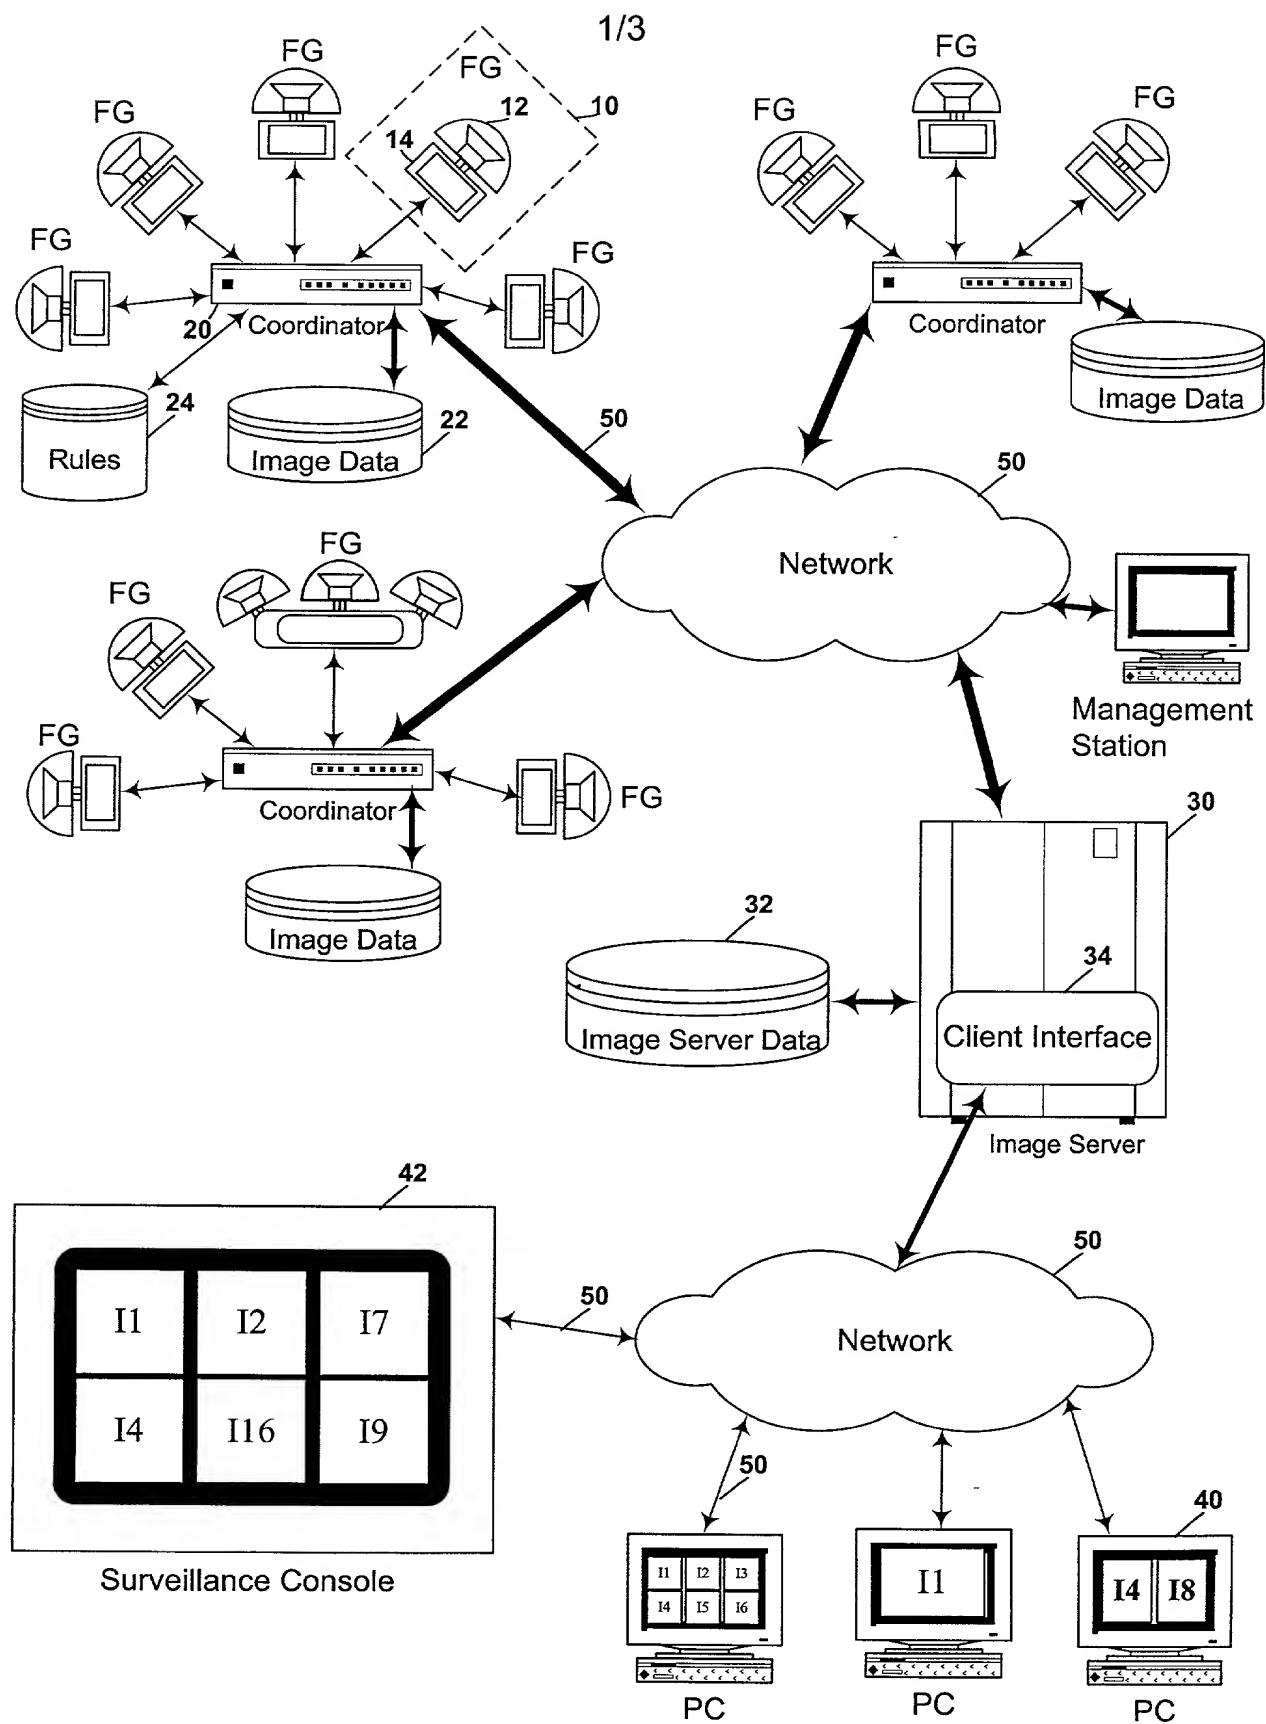 1/3
FG
FG
FG
FG
FG
10
12
14
20
Coordinator
24
Rules
22
Image Data
50
FG
FG
FG
Coordinator
Image Data
50
Network
FG
FG
FG
FG
Coordinator
Image Data
Management
Station
30
32
Image Server Data
34
Client Interface
Image Server
42
I1 I2 I7
I4 I16 I9
Surveillance Console
50
50
Network
50
I1 I2 I3
I4 I5 I6
PC
I1
PC
40
I4 I8
PC